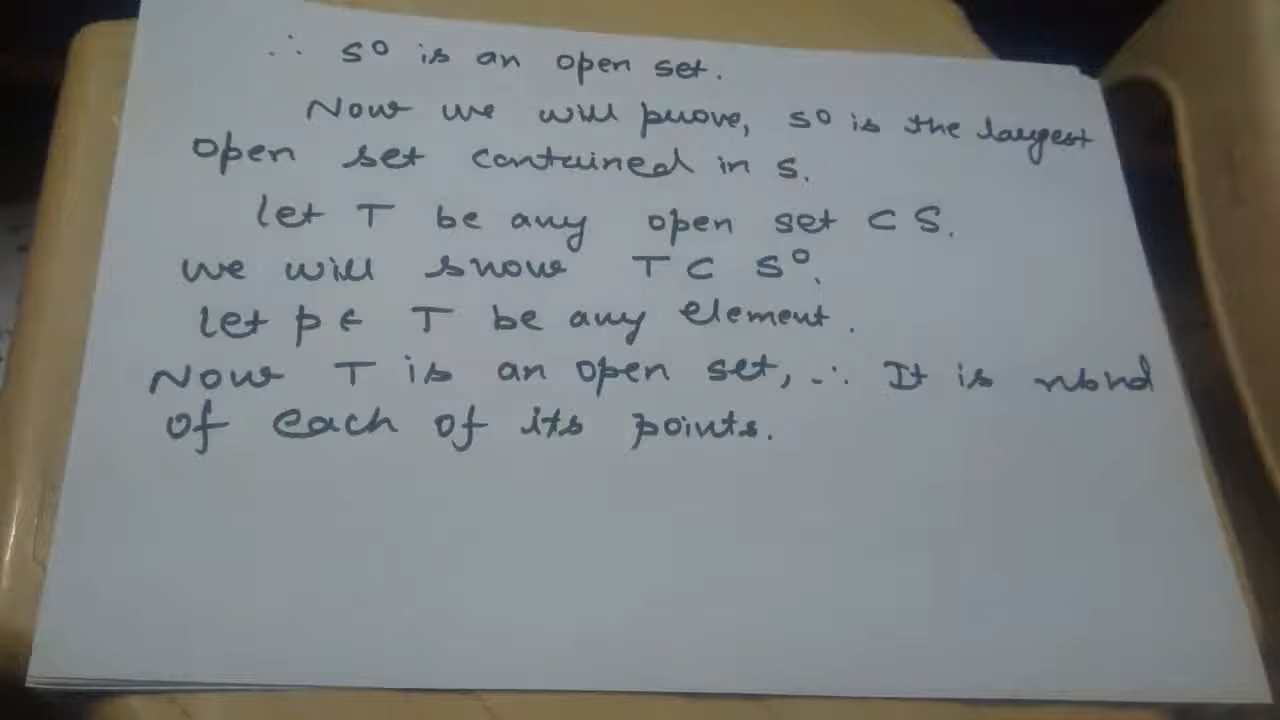 ∴ S° is an open set.
Now we will prove, S° is the largest
open set contained in S.
let T be any open set ⊂ S.
we will show T ⊂ S°.
let p ∈ T be any element.
Now T is an open set, ∴ It is nbnd
of each of its points.